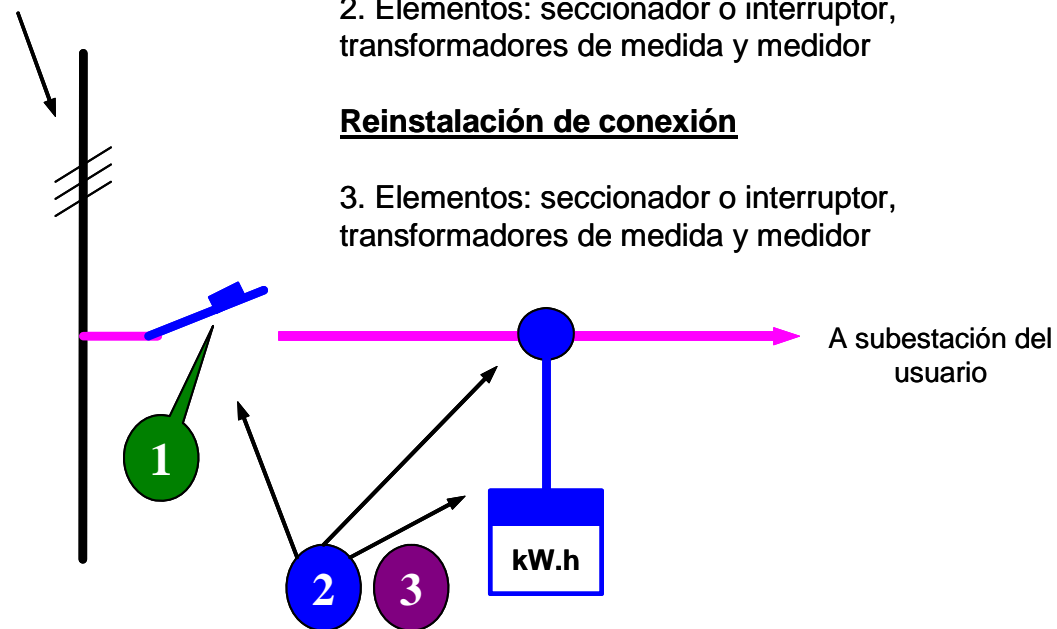 2. Elementos: seccionador o interruptor,
transformadores de medida y medidor
Reinstalación de conexión
3. Elementos: seccionador o interruptor,
transformadores de medida y medidor
A subestación del
usuario
1
kW.h
2
3